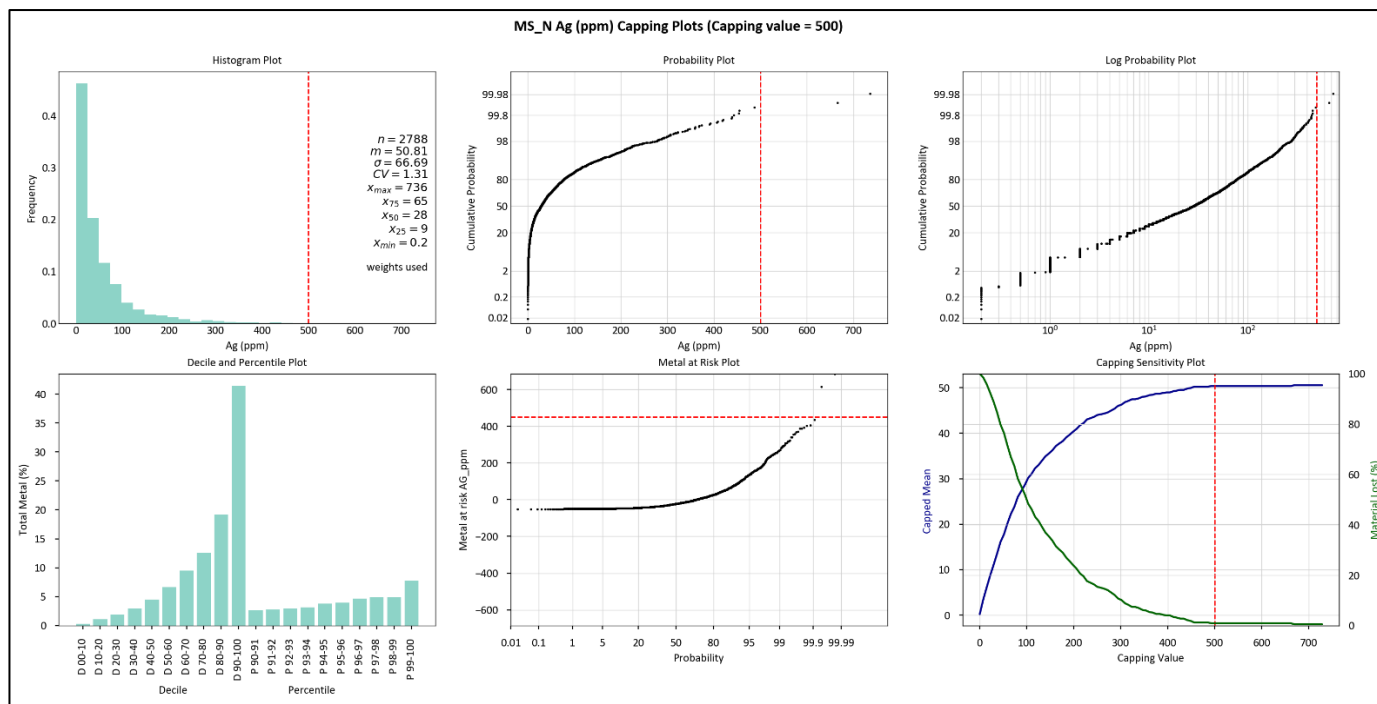 MS_N Ag (ppm) Capping Plots (Capping value = 500)
Histogram Plot
Frequency
0.4
0.3
0.2
0.1
0.0
n = 2788
m = 50.81
σ = 66.69
CV = 1.31
xmax = 736
x75 = 65
x50 = 28
x25 = 9
xmin = 0.2
weights used
0 100 200 300 400 500 600 700
Ag (ppm)
Probability Plot
Cumulative Probability
99.98
99.8
98
80
50
20
2
0.2
0.02
0 100 200 300 400 500 600 700
Ag (ppm)
Log Probability Plot
Cumulative Probability
99.98
99.8
98
80
50
20
2
0.2
0.02
10⁰ 10¹ 10²
Ag (ppm)
Decile and Percentile Plot
Total Metal (%)
40
35
30
25
20
15
10
5
0
D 00-10
D 10-20
D 20-30
D 30-40
D 40-50
D 50-60
D 60-70
D 70-80
D 80-90
D 90-100
P 90-91
P 91-92
P 92-93
P 93-94
P 94-95
P 95-96
P 96-97
P 97-98
P 98-99
P 99-100
Decile Percentile
Metal at Risk Plot
Metal at risk AG_ppm
600
400
200
0
−200
−400
−600
0.01 0.1 1 5 20 50 80 95 99 99.9 99.99
Probability
Capping Sensitivity Plot
Capped Mean
50
40
30
20
10
0
100
80
60
40
20
0
Material Lost (%)
0 100 200 300 400 500 600 700
Capping Value